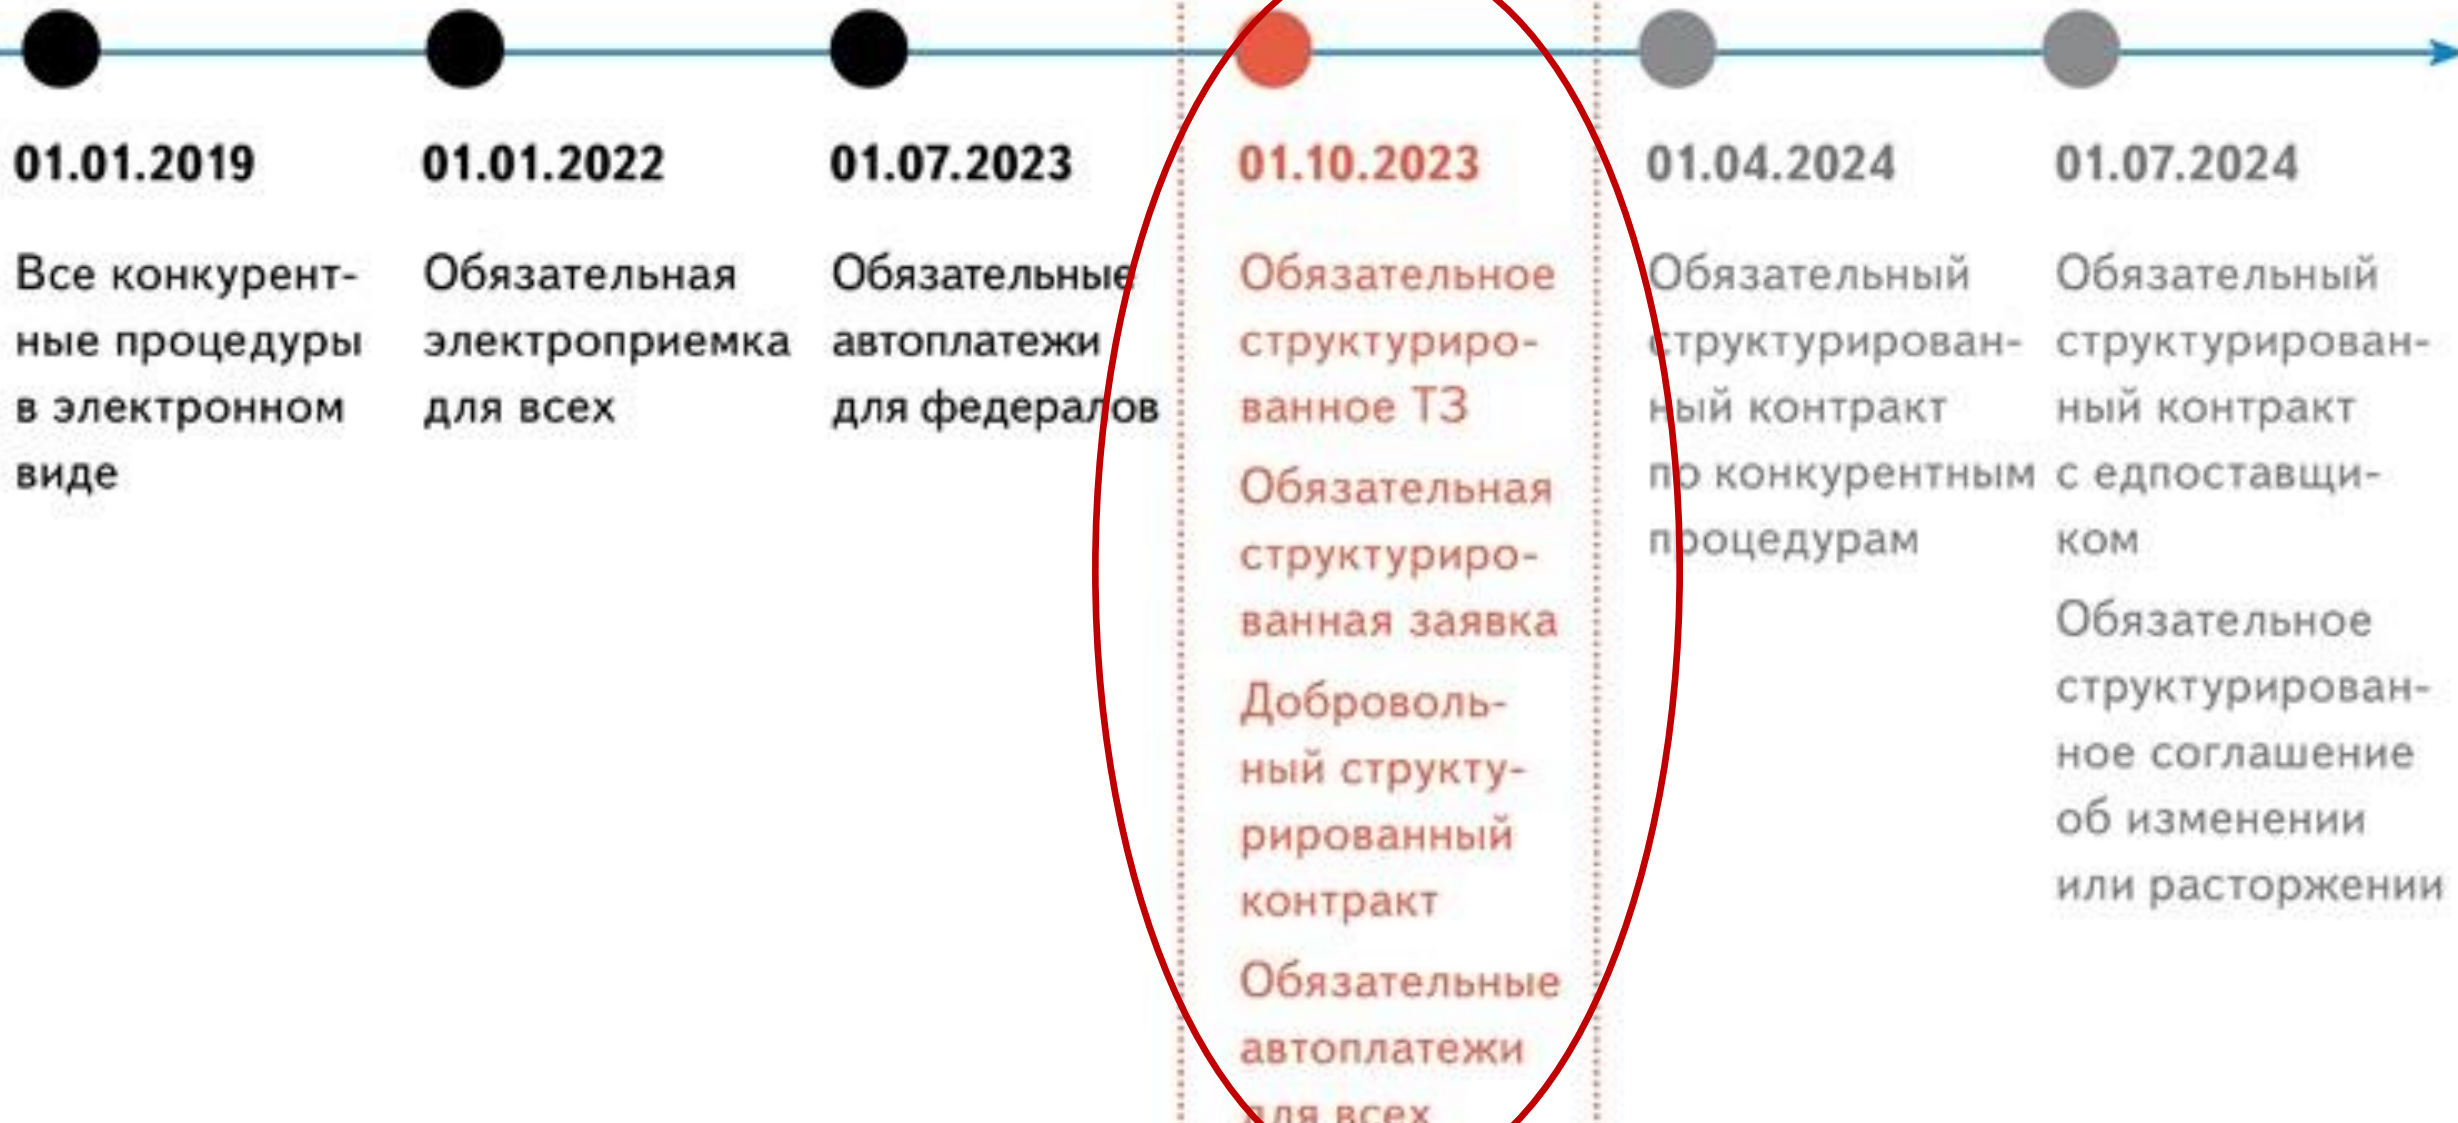 01.01.2019
Все конкурент-
ные процедуры
в электронном
виде
01.01.2022
Обязательная
электроприемка
для всех
01.07.2023
Обязательные
автоплатежи
для федералов
01.10.2023
Обязательное
структуриро-
ванное ТЗ
Обязательная
структуриро-
ванная заявка
Доброволь-
ный структу-
рированный
контракт
Обязательные
автоплатежи
для всех
01.04.2024
Обязательный
структурирован-
ный контракт
по конкурентным
процедурам
01.07.2024
Обязательный
структурирован-
ный контракт
с едпоставщи-
ком
Обязательное
структурирован-
ное соглашение
об изменении
или расторжении